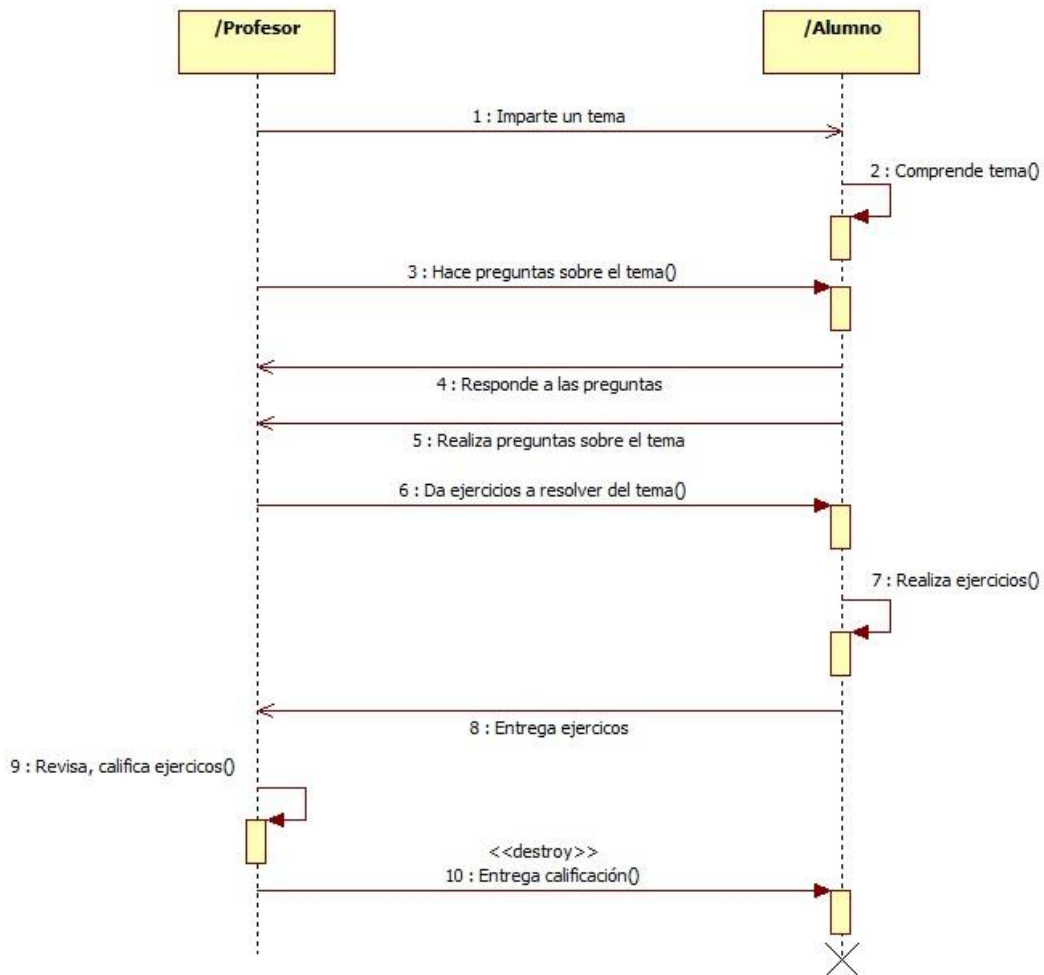 /Profesor
/Alumno
1 : Imparte un tema
2 : Comprende tema()
3 : Hace preguntas sobre el tema()
4 : Responde a las preguntas
5 : Realiza preguntas sobre el tema
6 : Da ejercicios a resolver del tema()
7 : Realiza ejercicios()
8 : Entrega ejercicos
9 : Revisa, califica ejercicos()
<<destroy>>
10 : Entrega calificación()